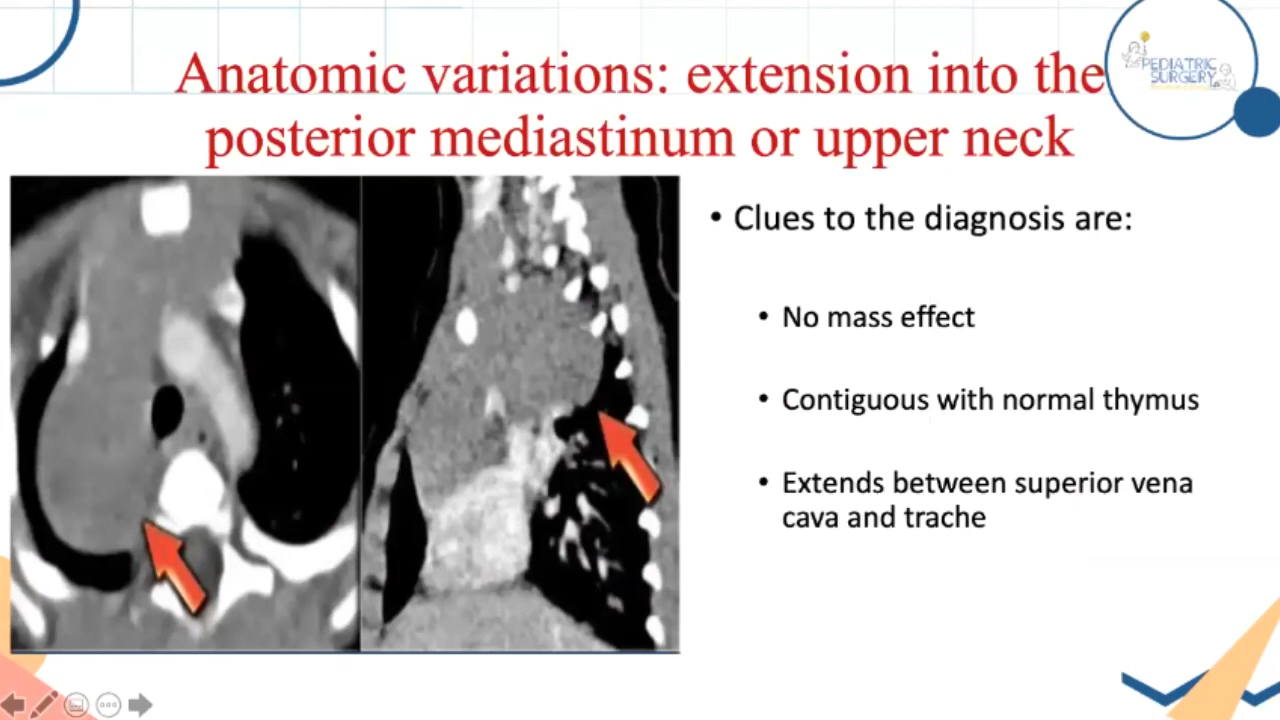 Anatomic variations: extension into the
posterior mediastinum or upper neck
PEDIATRIC
SURGERY
• Clues to the diagnosis are:
• No mass effect
• Contiguous with normal thymus
• Extends between superior vena
cava and trache